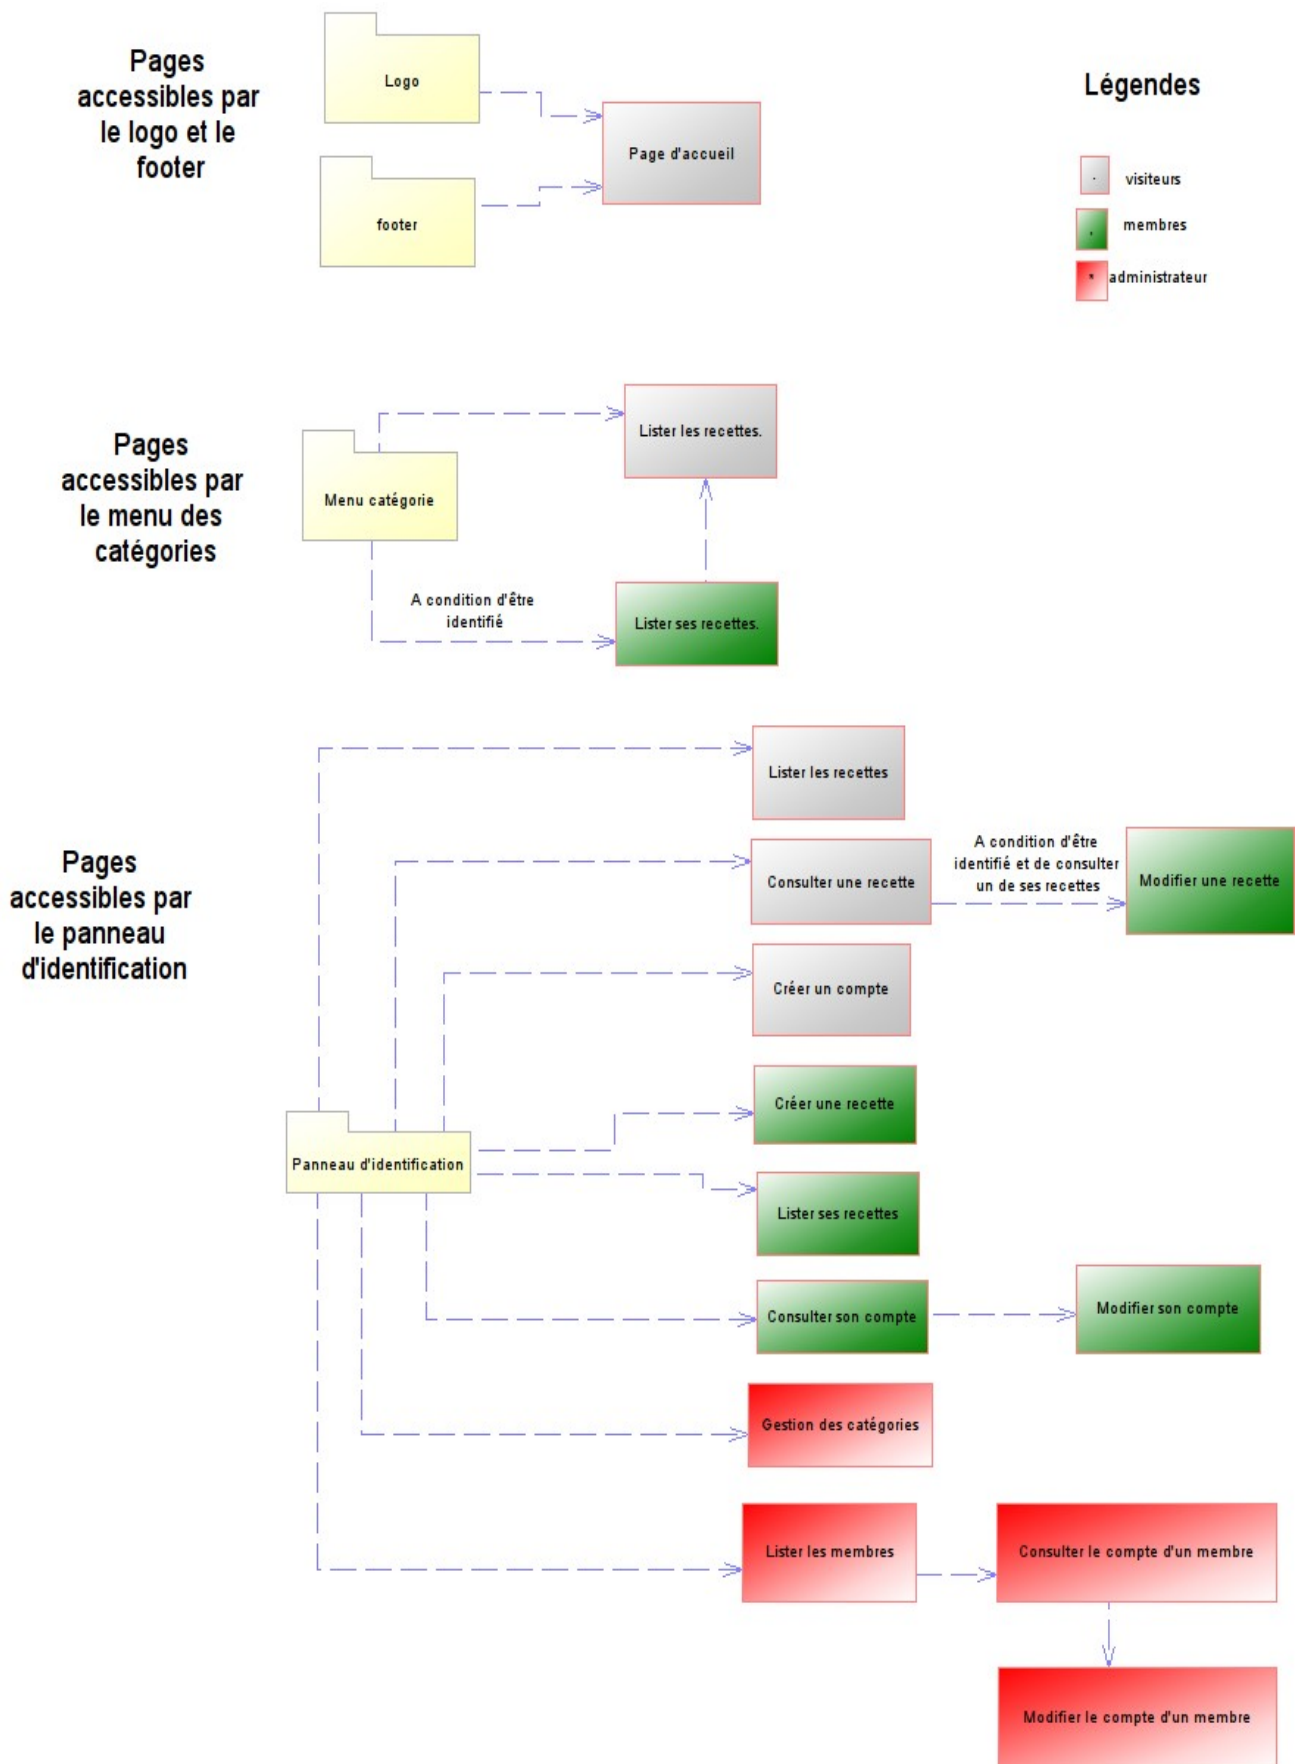 Pages
accessibles par
le logo et le
footer
Logo
footer
Page d'accueil
Légendes
visiteurs
membres
administrateur
Pages
accessibles par
le menu des
catégories
Menu catégorie
Lister les recettes.
A condition d'être
identifié
Lister ses recettes.
Pages
accessibles par
le panneau
d'identification
Panneau d'identification
Lister les recettes
Consulter une recette
A condition d'être
identifié et de consulter
un de ses recettes
Modifier une recette
Créer un compte
Créer une recette
Lister ses recettes
Consulter son compte
Modifier son compte
Gestion des catégories
Lister les membres
Consulter le compte d'un membre
Modifier le compte d'un membre